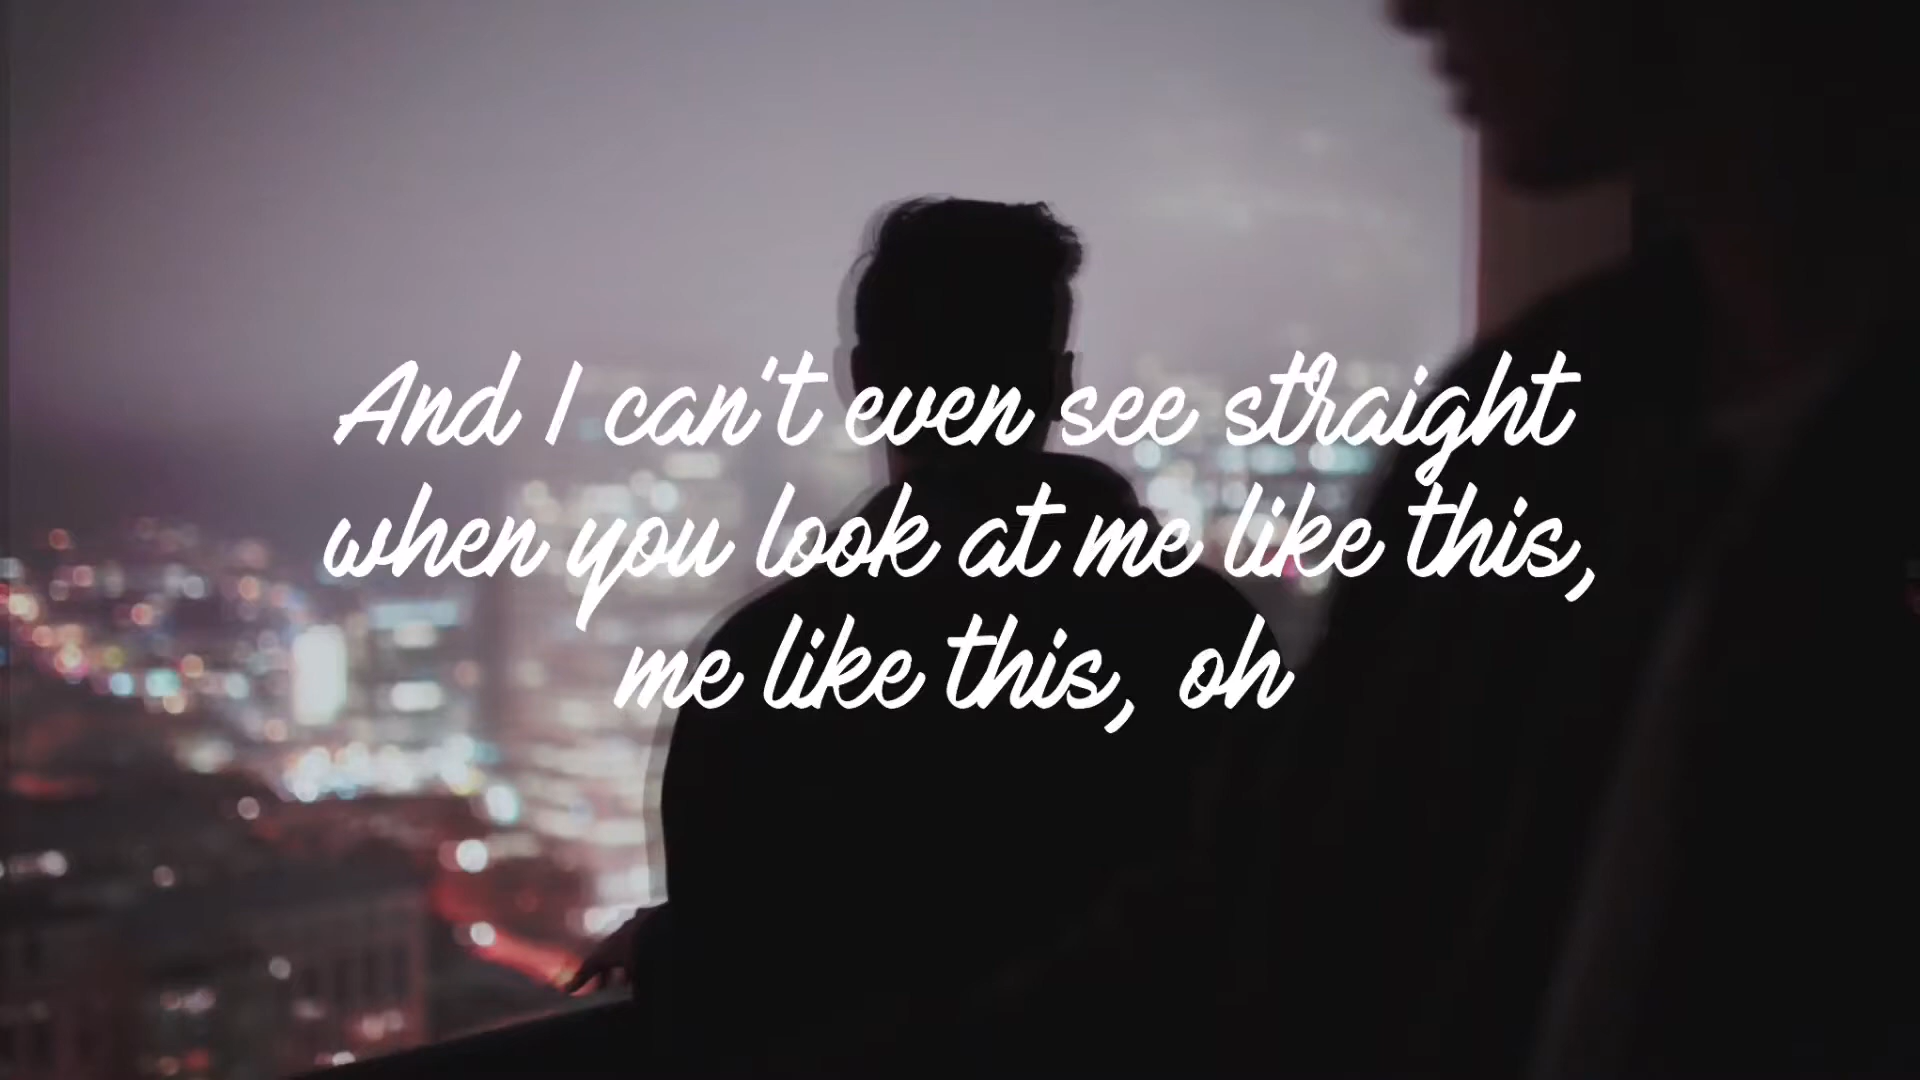 And I can't even see straight
when you look at me like this,
me like this, oh